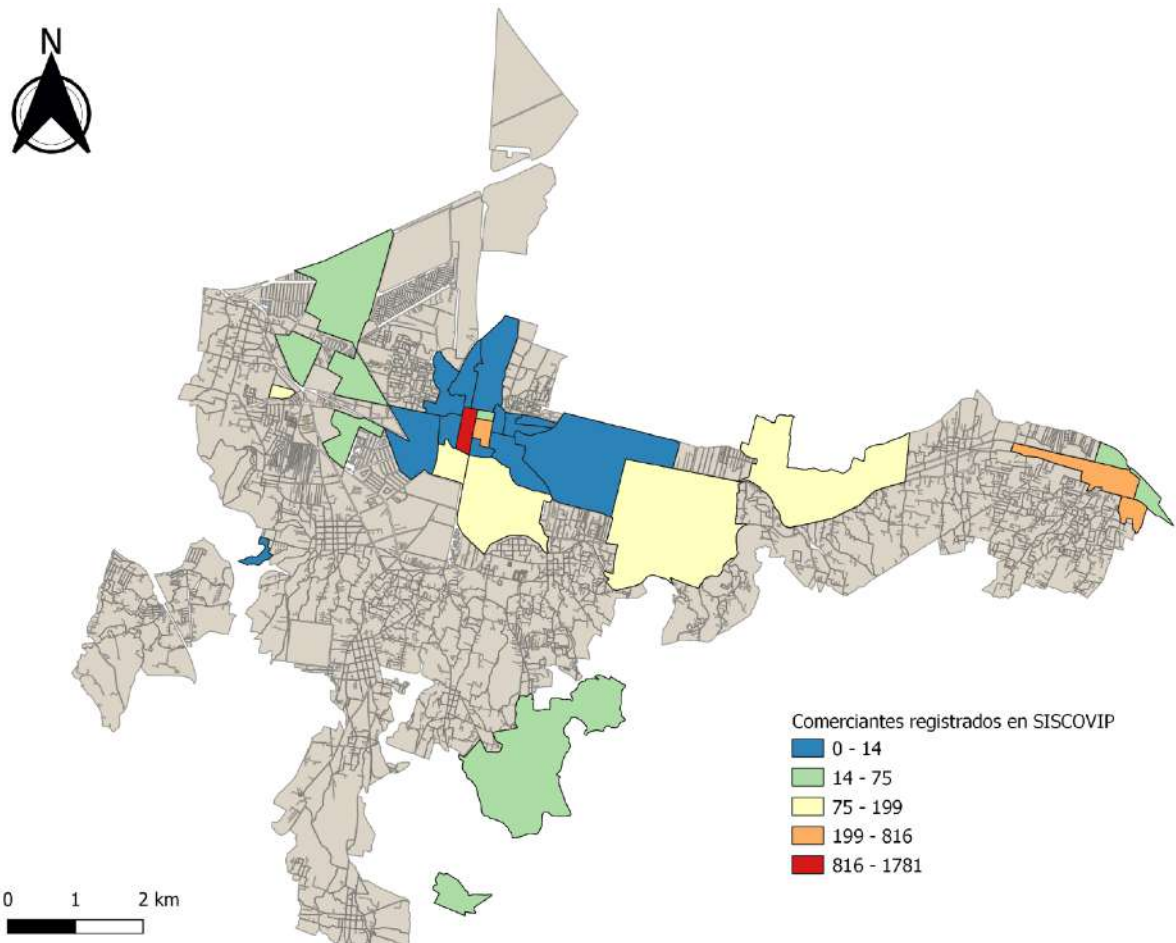 N
Comerciantes registrados en SISCOVIP
0 - 14
14 - 75
75 - 199
199 - 816
816 - 1781
0 1 2 km